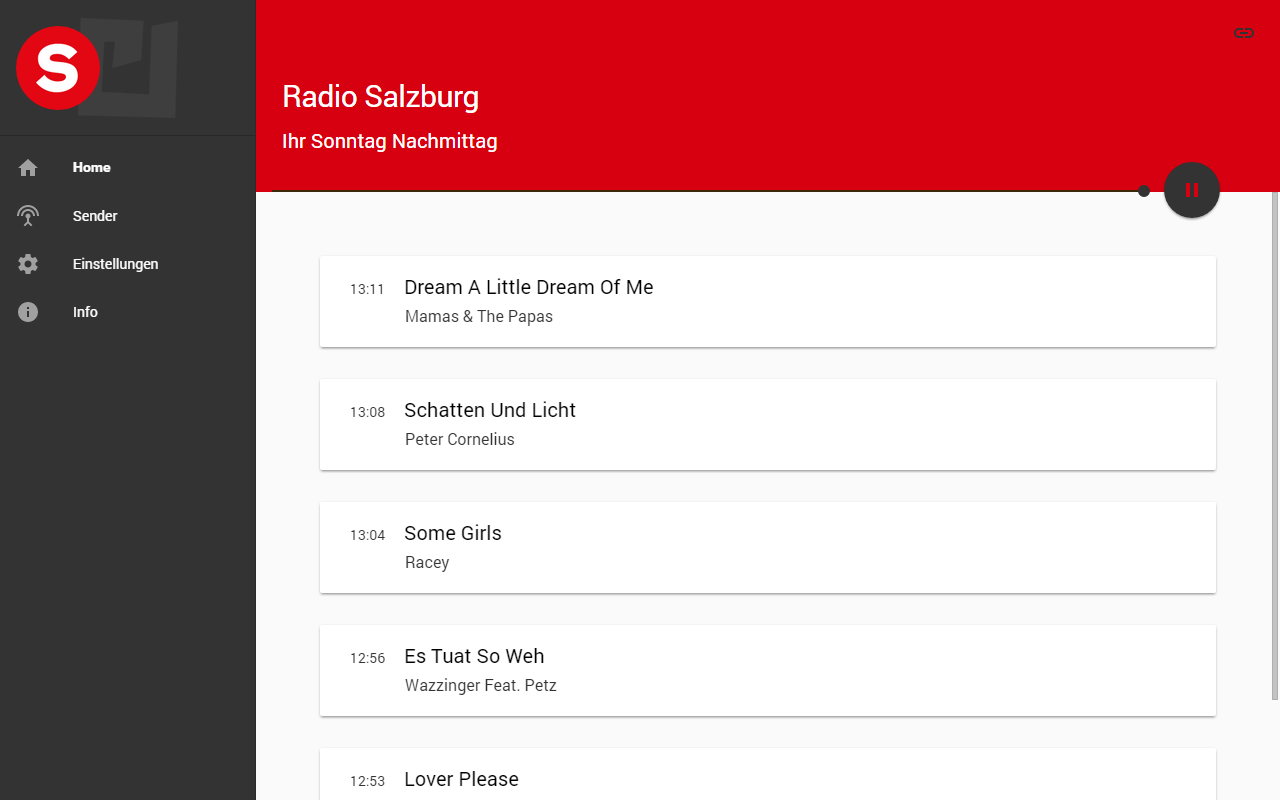 S
Home
Sender
Einstellungen
Info
Radio Salzburg
Ihr Sonntag Nachmittag
13:11 Dream A Little Dream Of Me
Mamas & The Papas
13:08 Schatten Und Licht
Peter Cornelius
13:04 Some Girls
Racey
12:56 Es Tuat So Weh
Wazzinger Feat. Petz
12:53 Lover Please